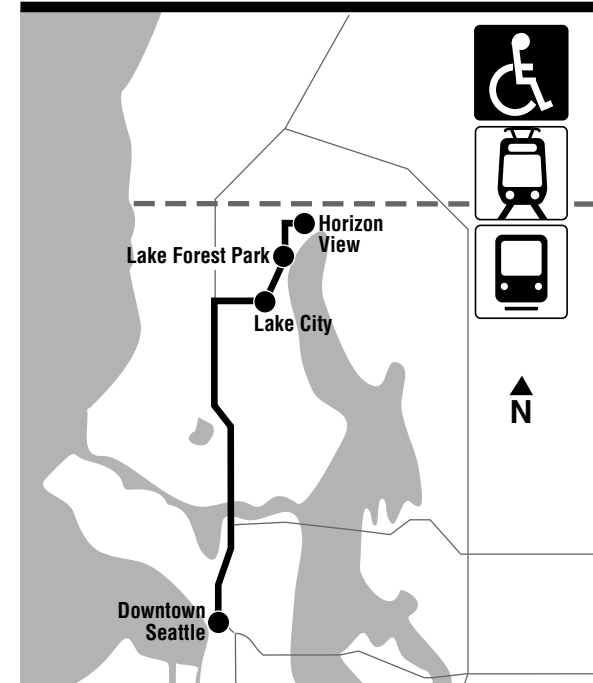 Horizon
View
Lake Forest Park
Lake City
N
Downtown
Seattle